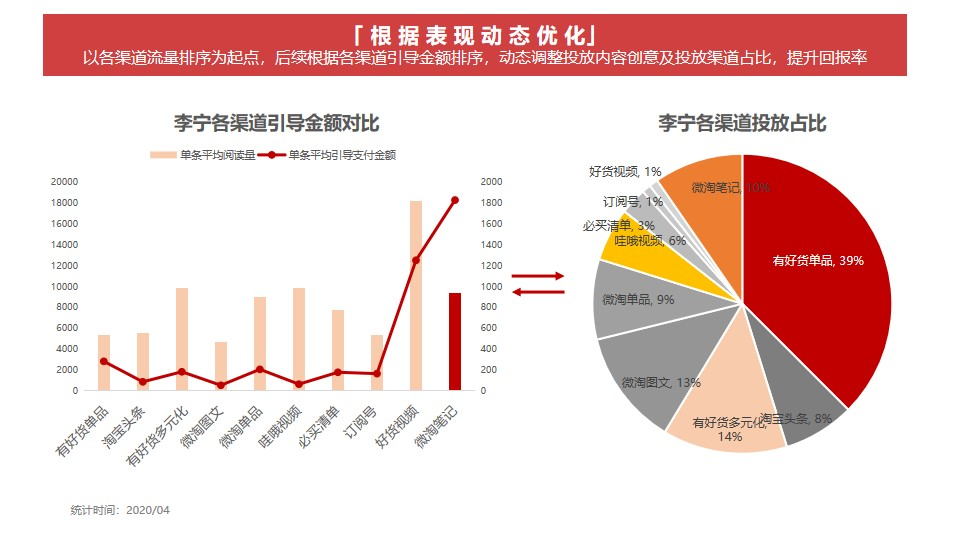 「根据表现动态优化」
以各渠道流量排序为起点，后续根据各渠道引导金额排序，动态调整投放内容创意及投放渠道占比，提升回报率
李宁各渠道引导金额对比
单条平均阅读量 单条平均引导支付金额
20000
18000
16000
14000
12000
10000
8000
6000
4000
2000
0
2000
1800
1600
1400
1200
1000
800
600
400
200
0
有好货单品
淘宝头条
有好货多元化
微淘图文
微淘单品
哇哦视频
必买清单
订阅号
好货视频
微淘笔记
李宁各渠道投放占比
好货视频, 1%
微淘笔记, 10%
订阅号, 1%
必买清单, 3%
哇哦视频, 6%
有好货单品, 39%
微淘单品, 9%
微淘图文, 13%
有好货多元化,
14%
淘宝头条, 8%
统计时间：2020/04